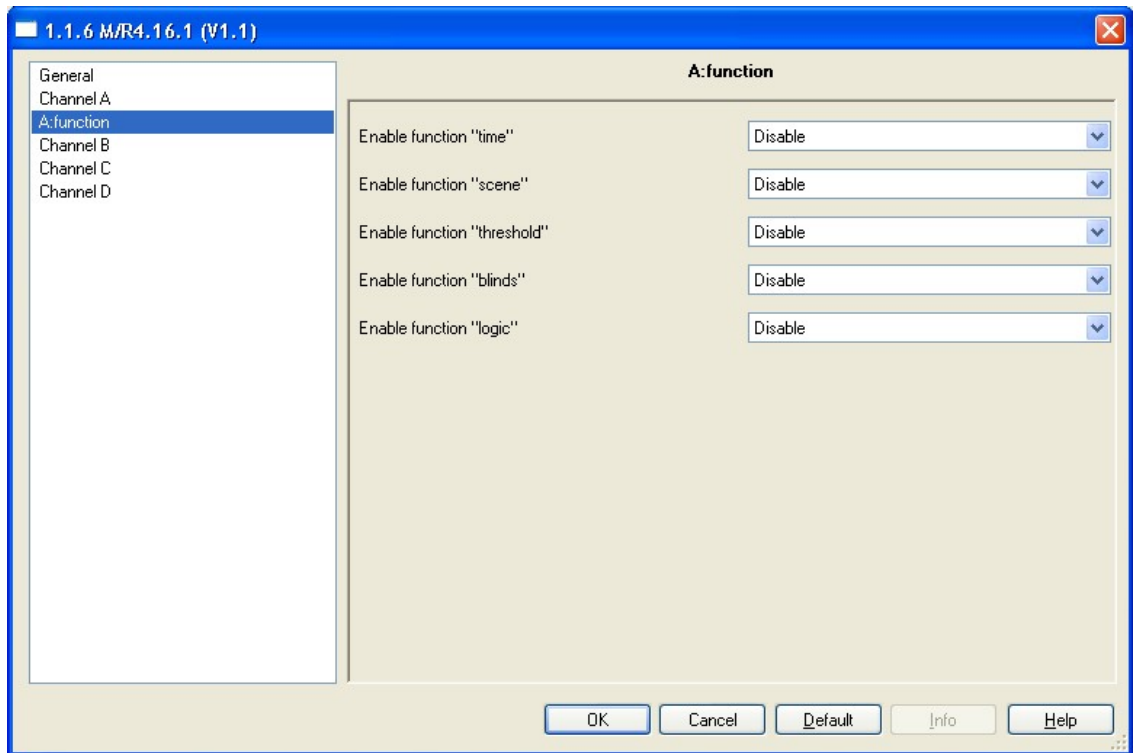 1.1.6 M/R4.16.1 (V1.1)
General
Channel A
A:function
Channel B
Channel C
Channel D
A:function
Enable function "time" Disable
Enable function "scene" Disable
Enable function "threshold" Disable
Enable function "blinds" Disable
Enable function "logic" Disable
OK Cancel Default Info Help